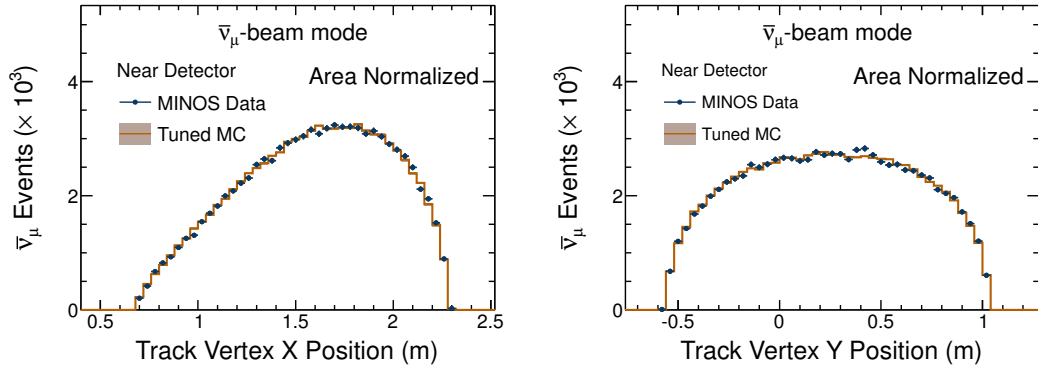 ν̄μ-beam mode
Near Detector
Area Normalized
MINOS Data
Tuned MC
ν̄μ Events (× 10³)
4
2
0
0.5 1 1.5 2 2.5
Track Vertex X Position (m)
ν̄μ-beam mode
Near Detector
Area Normalized
MINOS Data
Tuned MC
ν̄μ Events (× 10³)
4
2
0
-0.5 0 0.5 1
Track Vertex Y Position (m)